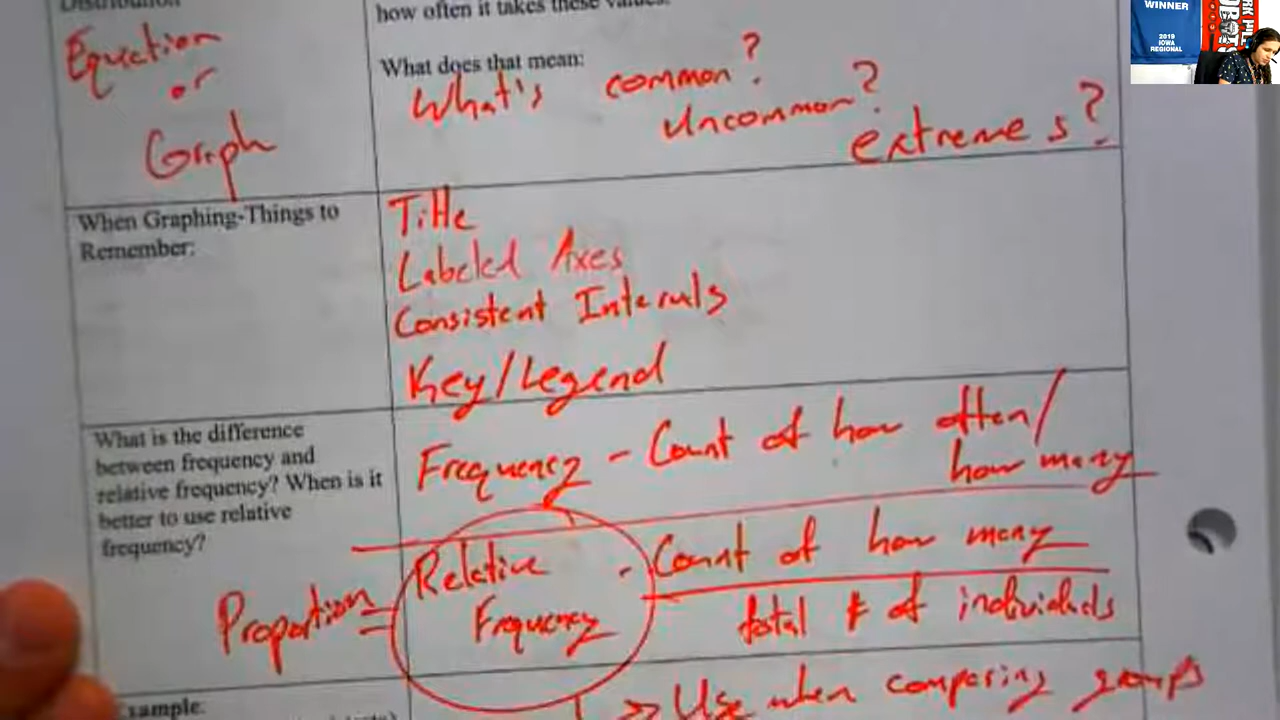 Distribution
how often it takes these values.
Equation
or
Graph
What does that mean:
What's common?
Uncommon?
extremes?
When Graphing-Things to
Remember:
Title
Labeled Axes
Consistent Intervals
Key/Legend
What is the difference
between frequency and
relative frequency? When is it
better to use relative
frequency?
Frequency - Count of how often/
how many
Proportion = Relative
Frequency
- Count of how many
total # of individuals
Example:
>> Use when comparing groups
WINNER
2019
IOWA
REGIONAL